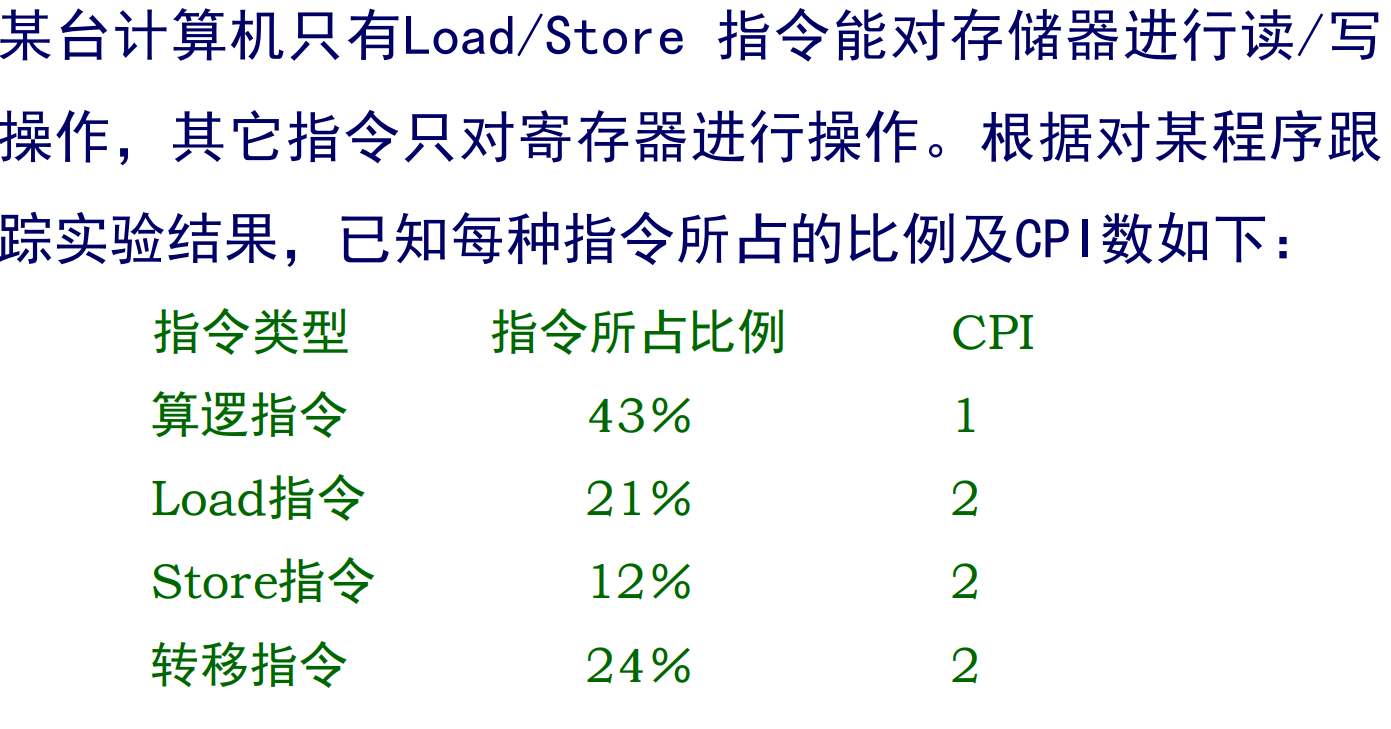 某台计算机只有Load/Store 指令能对存储器进行读/写
操作，其它指令只对寄存器进行操作。根据对某程序跟
踪实验结果，已知每种指令所占的比例及CPI数如下：
指令类型 指令所占比例 CPI
算逻指令 43% 1
Load指令 21% 2
Store指令 12% 2
转移指令 24% 2